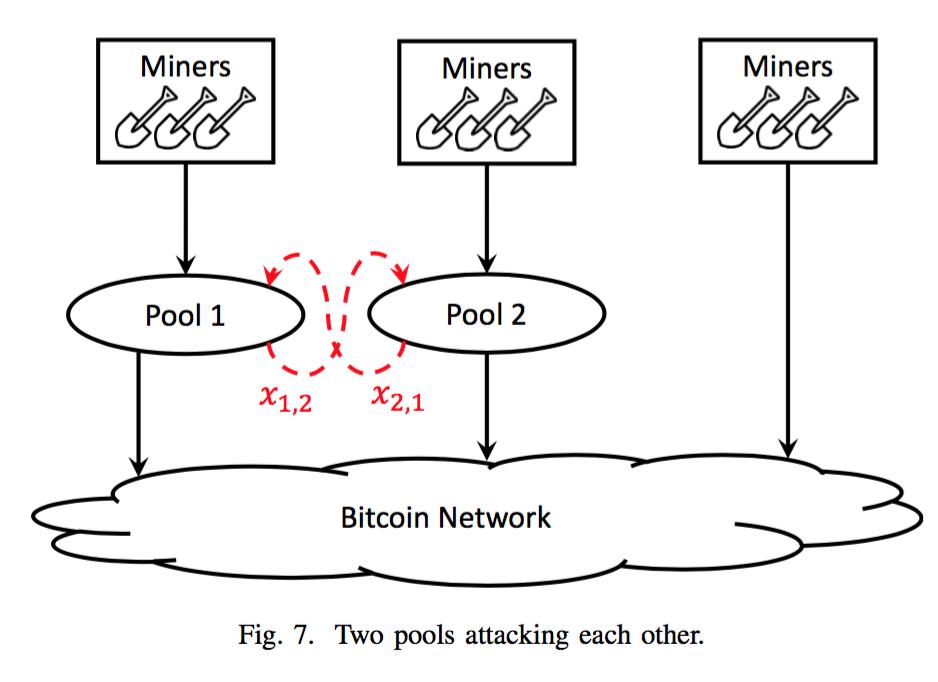 Miners
Miners
Miners
Pool 1
Pool 2
x1,2
x2,1
Bitcoin Network
Fig. 7. Two pools attacking each other.